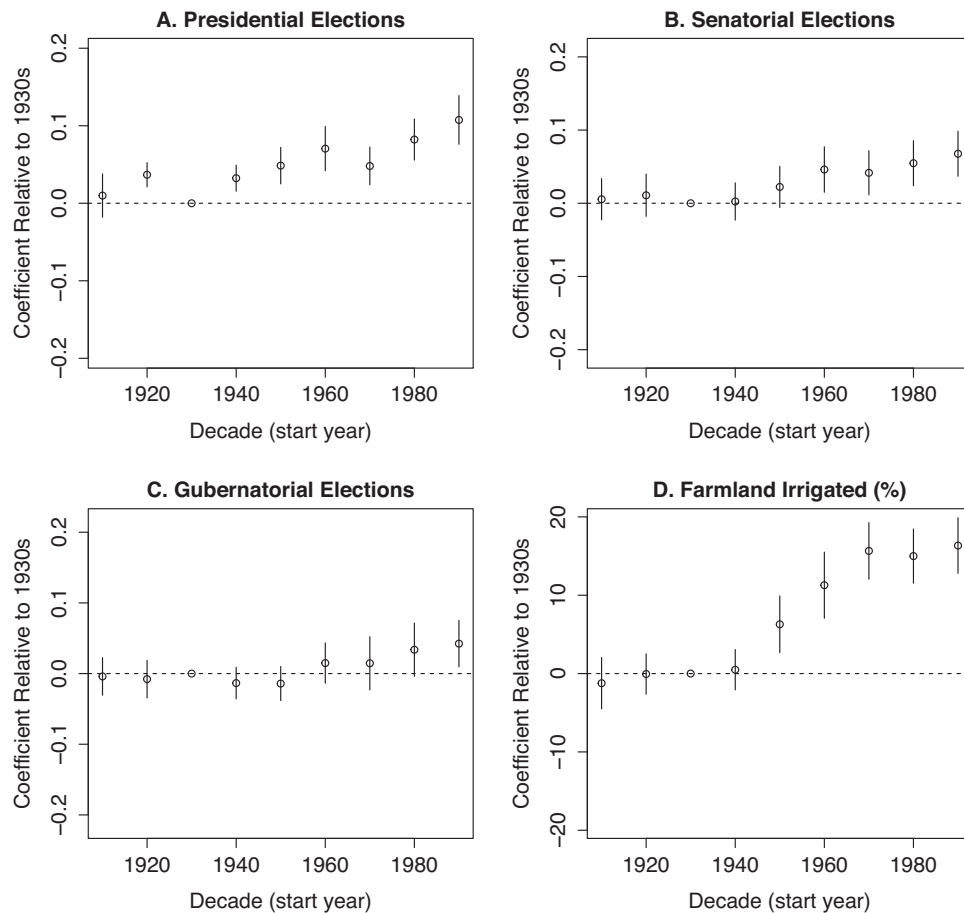 A. Presidential Elections
Coefficient Relative to 1930s
0.2
0.1
0.0
−0.1
−0.2
1920 1940 1960 1980
Decade (start year)
B. Senatorial Elections
Coefficient Relative to 1930s
0.2
0.1
0.0
−0.1
−0.2
1920 1940 1960 1980
Decade (start year)
C. Gubernatorial Elections
Coefficient Relative to 1930s
0.2
0.1
0.0
−0.1
−0.2
1920 1940 1960 1980
Decade (start year)
D. Farmland Irrigated (%)
Coefficient Relative to 1930s
20
10
0
−10
−20
1920 1940 1960 1980
Decade (start year)